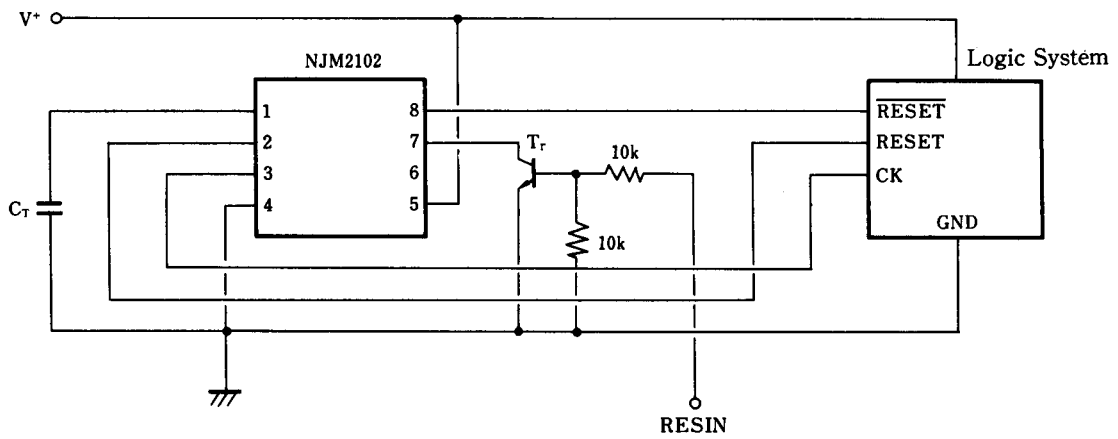 V+
NJM2102
Logic System
1
2
3
4
8
7
6
5
Tr
10k
10k
CT
RESET
RESET
CK
GND
RESIN